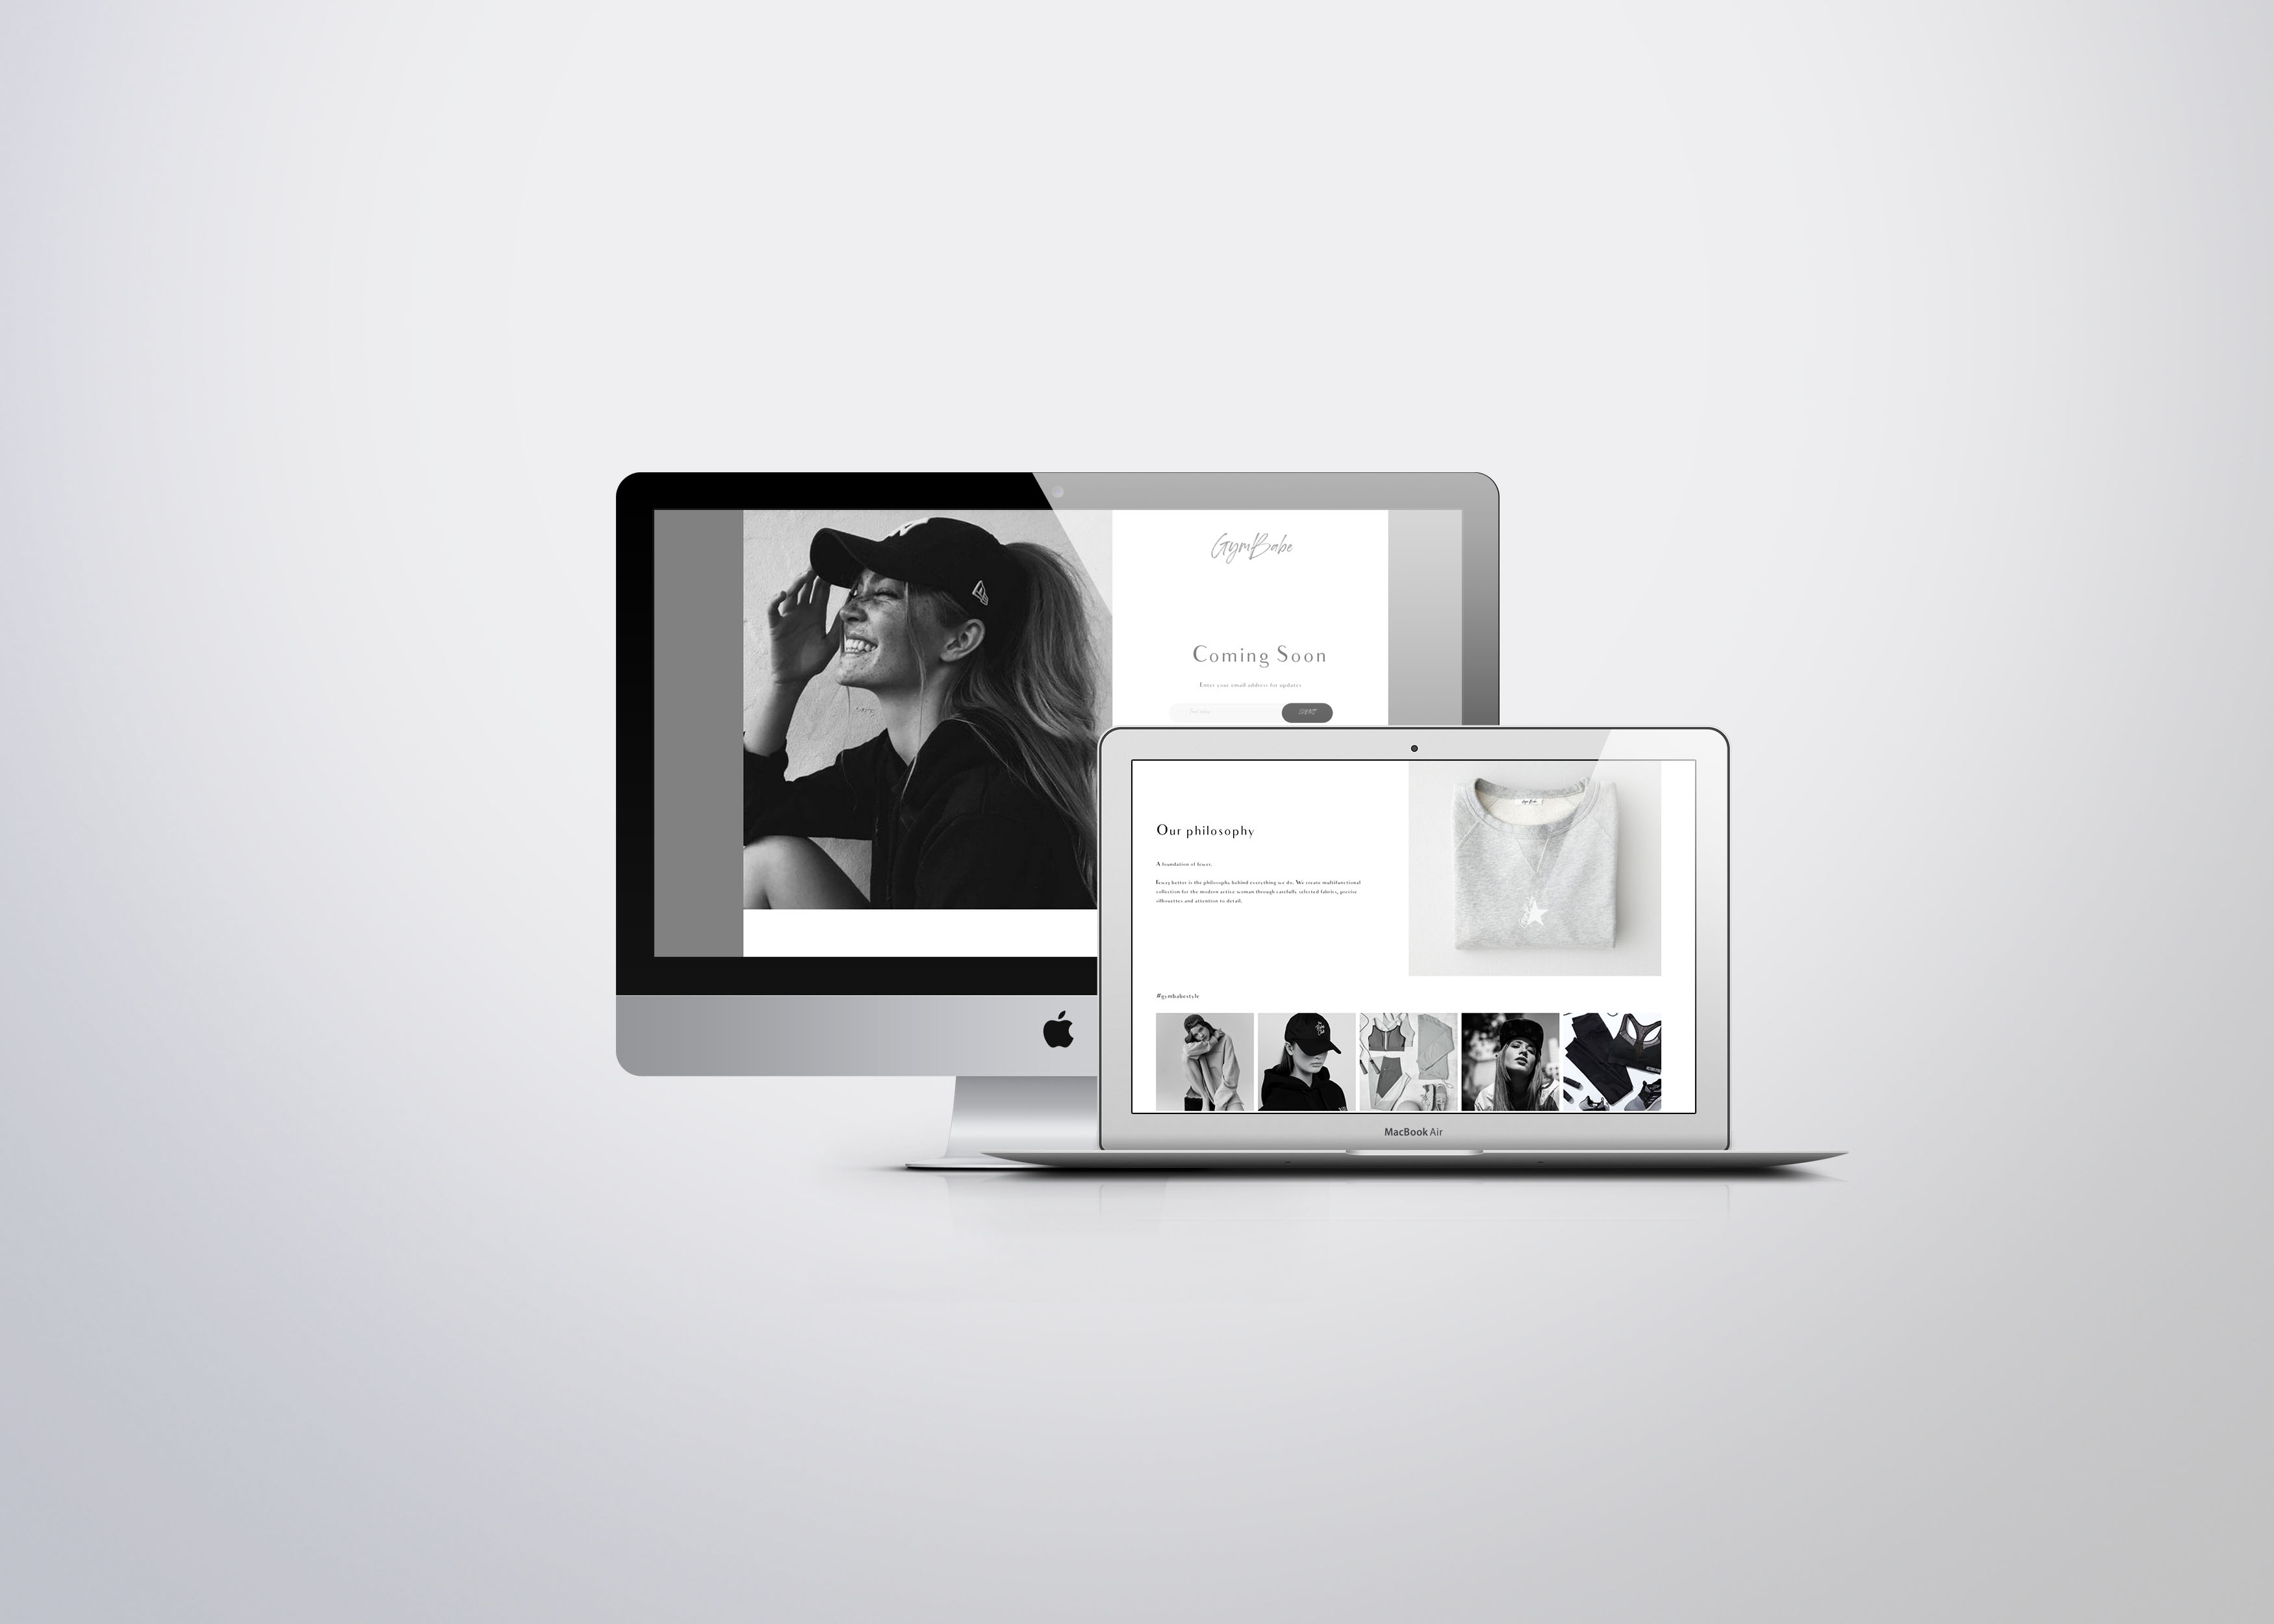 GymBabe
Coming Soon
Enter your email address for updates
SUBMIT
Our philosophy
A foundation of fewer.
Fewer, better is the philosophy behind everything we do. We create multifunctional
collection for the modern active woman through carefully selected fabrics, precise
silhouettes and attention to detail.
#gymbabestyle
MacBook Air